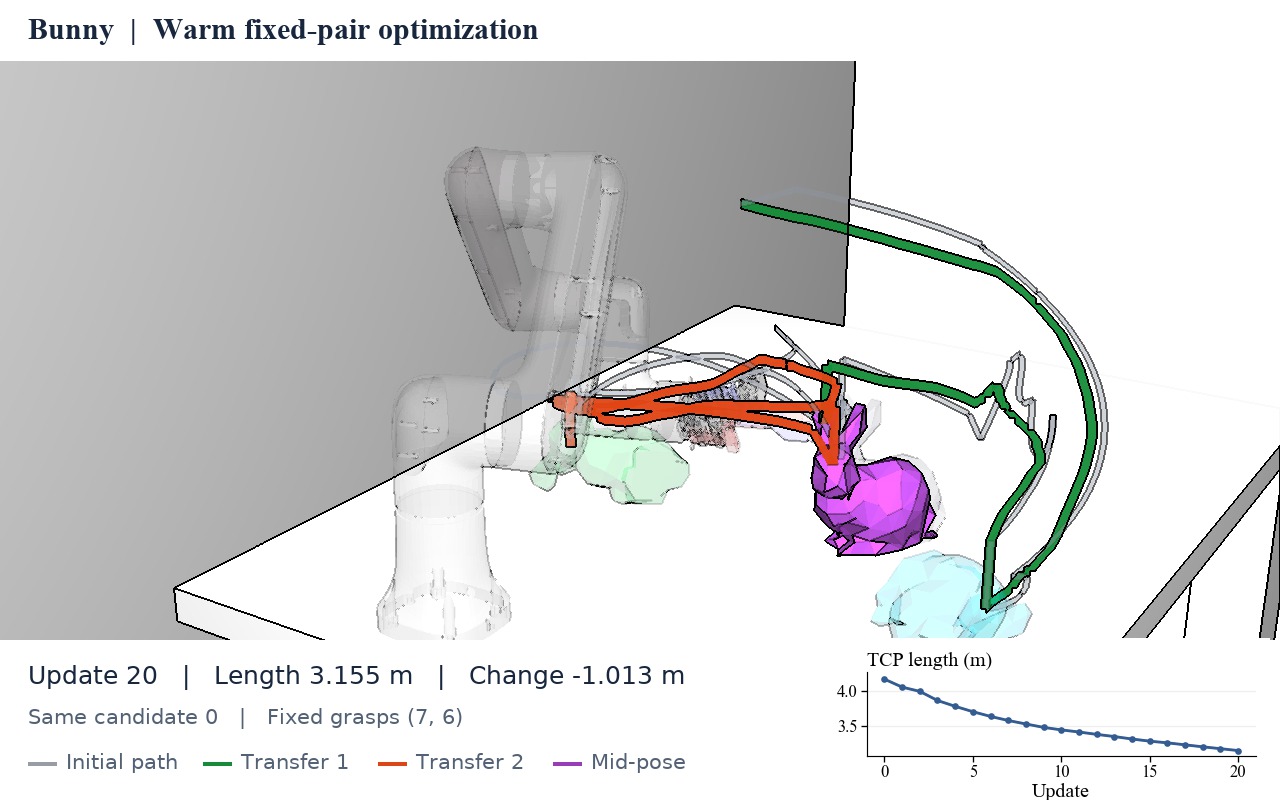 Bunny | Warm fixed-pair optimization
Update 20 | Length 3.155 m | Change -1.013 m
Same candidate 0 | Fixed grasps (7, 6)
Initial path Transfer 1 Transfer 2 Mid-pose
TCP length (m)
4.0
3.5
0 5 10 15 20
Update